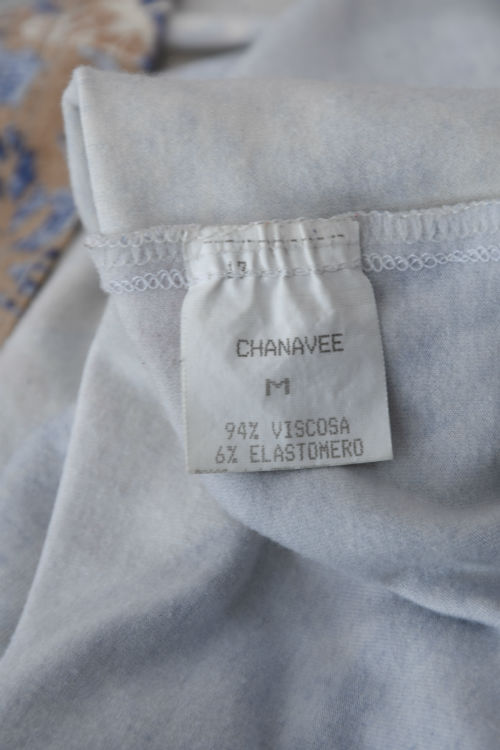 CHANAVEE
M
94% VISCOSA
6% ELASTOMERO